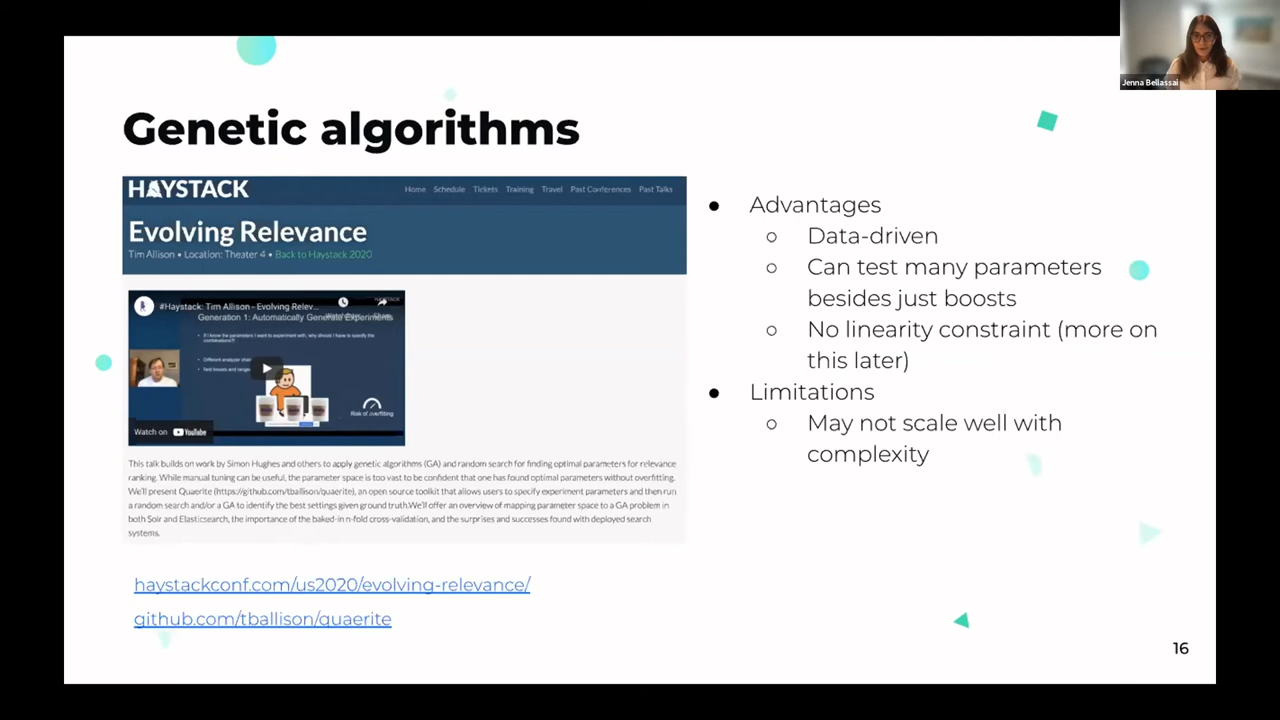 Jenna Bellassai
Genetic algorithms
HAYSTACK
Home Schedule Tickets Training Travel Past Conferences Past Talks
Evolving Relevance
Tim Allison • Location: Theater 4 • Back to Haystack 2020
#Haystack: Tim Allison - Evolving Relev...
Generation 1: Automatically Generate Experiments
Risk of overfitting
Watch on YouTube
This talk builds on work by Simon Hughes and others to apply genetic algorithms (GA) and random search for finding optimal parameters for relevance
ranking. While manual tuning can be useful, the parameter space is too vast to be confident that one has found optimal parameters without overfitting.
We'll present Quaerite (https://github.com/tballison/quaerite), an open source toolkit that allows users to specify experiment parameters and then run
a random search and/or a GA to identify the best settings given ground truth.We'll offer an overview of mapping parameter space to a GA problem in
both Solr and Elasticsearch, the importance of the baked-in n-fold cross-validation, and the surprises and successes found with deployed search
systems.
haystackconf.com/us2020/evolving-relevance/
github.com/tballison/quaerite
● Advantages
○ Data-driven
○ Can test many parameters
besides just boosts
○ No linearity constraint (more on
this later)
● Limitations
○ May not scale well with
complexity
16